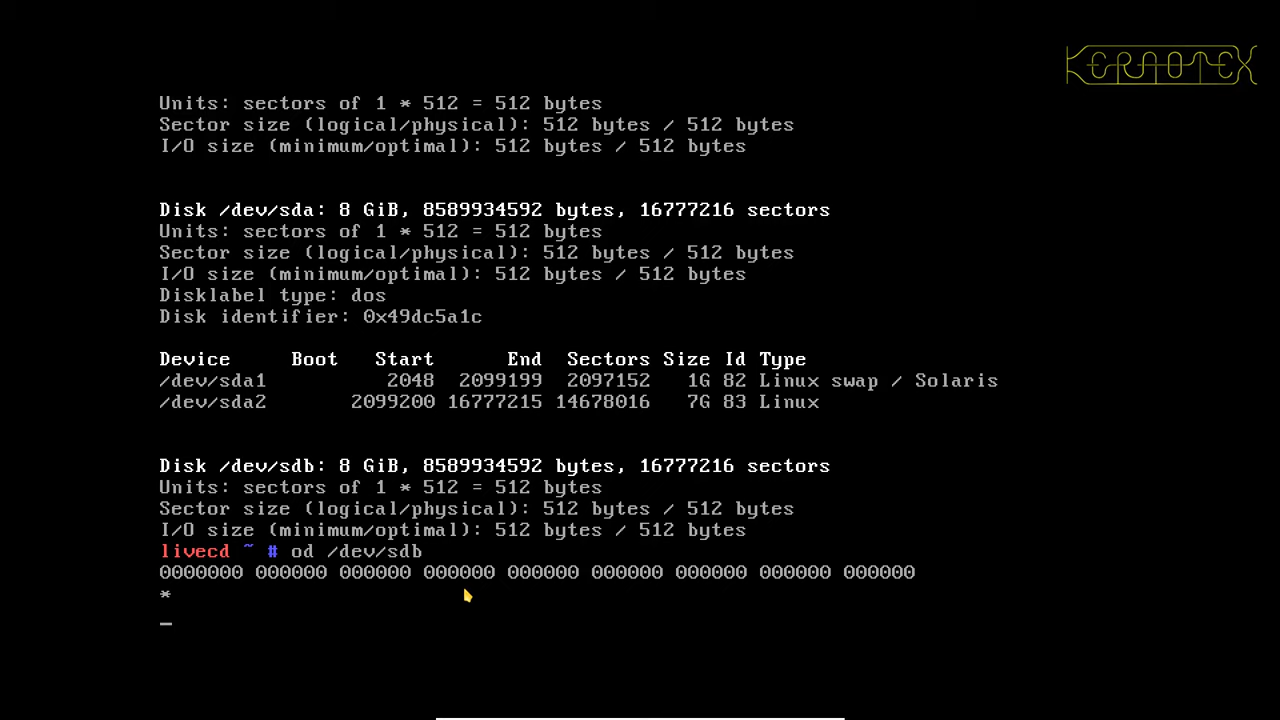 KERNOTEX
Units: sectors of 1 * 512 = 512 bytes
Sector size (logical/physical): 512 bytes / 512 bytes
I/O size (minimum/optimal): 512 bytes / 512 bytes
Disk /dev/sda: 8 GiB, 8589934592 bytes, 16777216 sectors
Units: sectors of 1 * 512 = 512 bytes
Sector size (logical/physical): 512 bytes / 512 bytes
I/O size (minimum/optimal): 512 bytes / 512 bytes
Disklabel type: dos
Disk identifier: 0x49dc5a1c
Device Boot Start End Sectors Size Id Type
/dev/sda1 2048 2099199 2097152 1G 82 Linux swap / Solaris
/dev/sda2 2099200 16777215 14678016 7G 83 Linux
Disk /dev/sdb: 8 GiB, 8589934592 bytes, 16777216 sectors
Units: sectors of 1 * 512 = 512 bytes
Sector size (logical/physical): 512 bytes / 512 bytes
I/O size (minimum/optimal): 512 bytes / 512 bytes
livecd ~ # od /dev/sdb
0000000 000000 000000 000000 000000 000000 000000 000000 000000
*